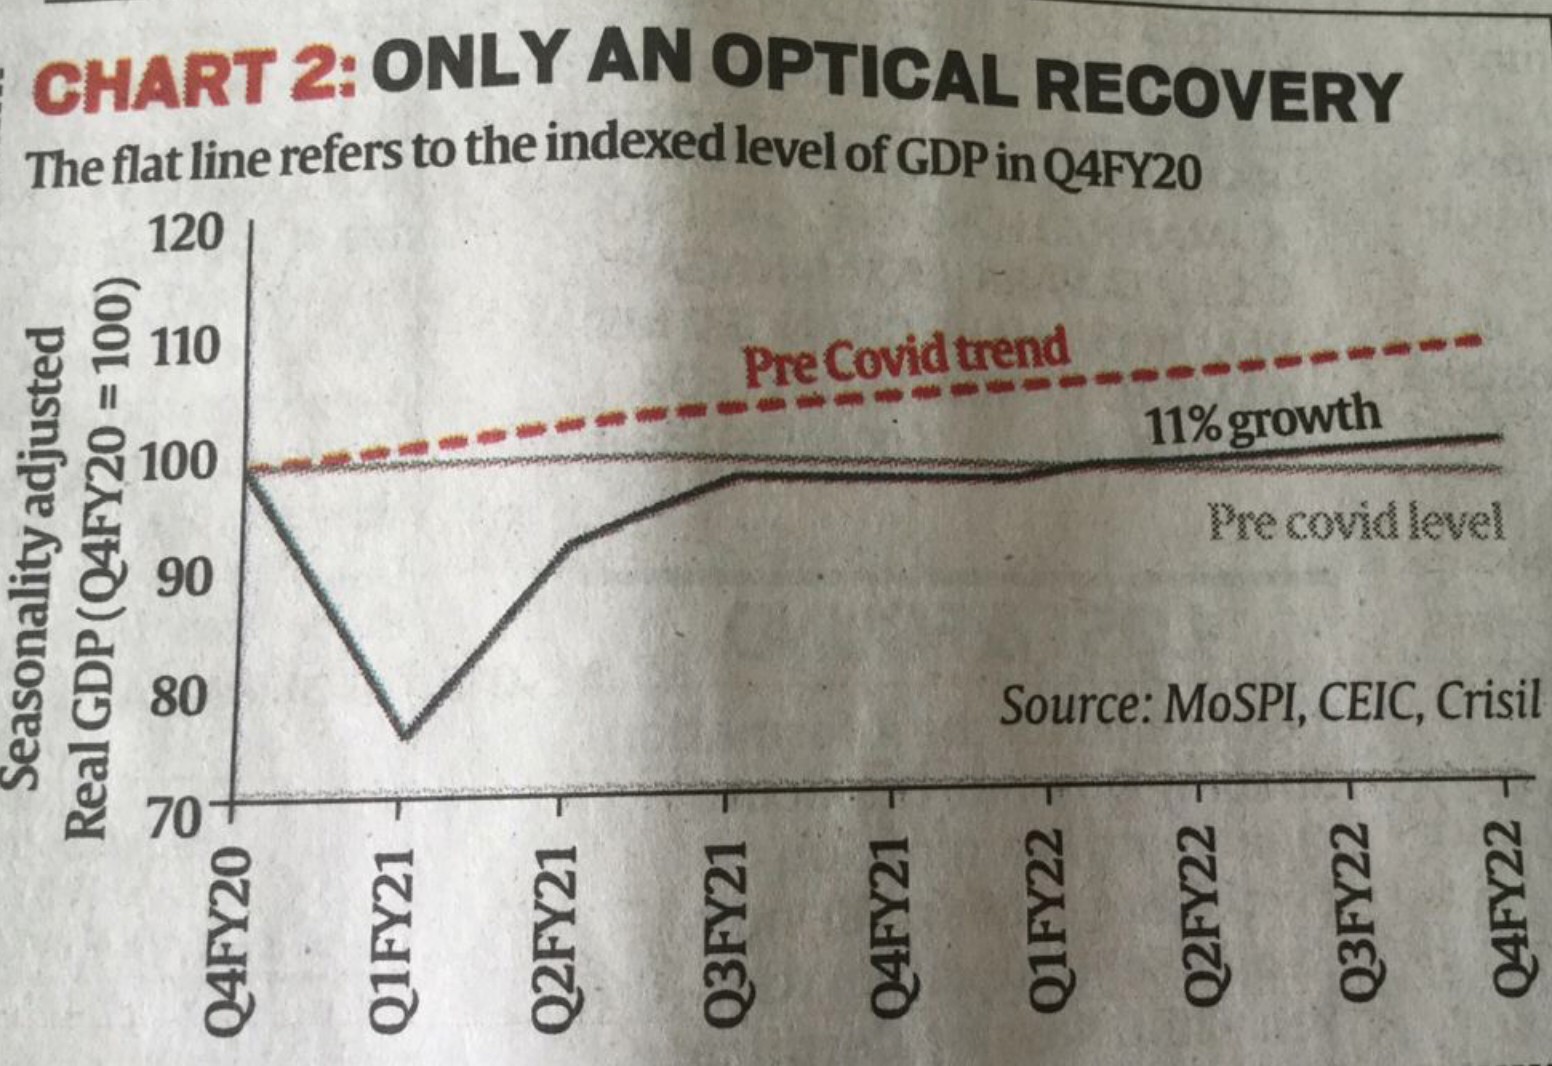 CHART 2: ONLY AN OPTICAL RECOVERY
The flat line refers to the indexed level of GDP in Q4FY20
Seasonality adjusted
Real GDP (Q4FY20 = 100)
120
110
100
90
80
70
Pre Covid trend
11% growth
Pre covid level
Source: MoSPI, CEIC, Crisil
Q4FY20
Q1FY21
Q2FY21
Q3FY21
Q4FY21
Q1FY22
Q2FY22
Q3FY22
Q4FY22